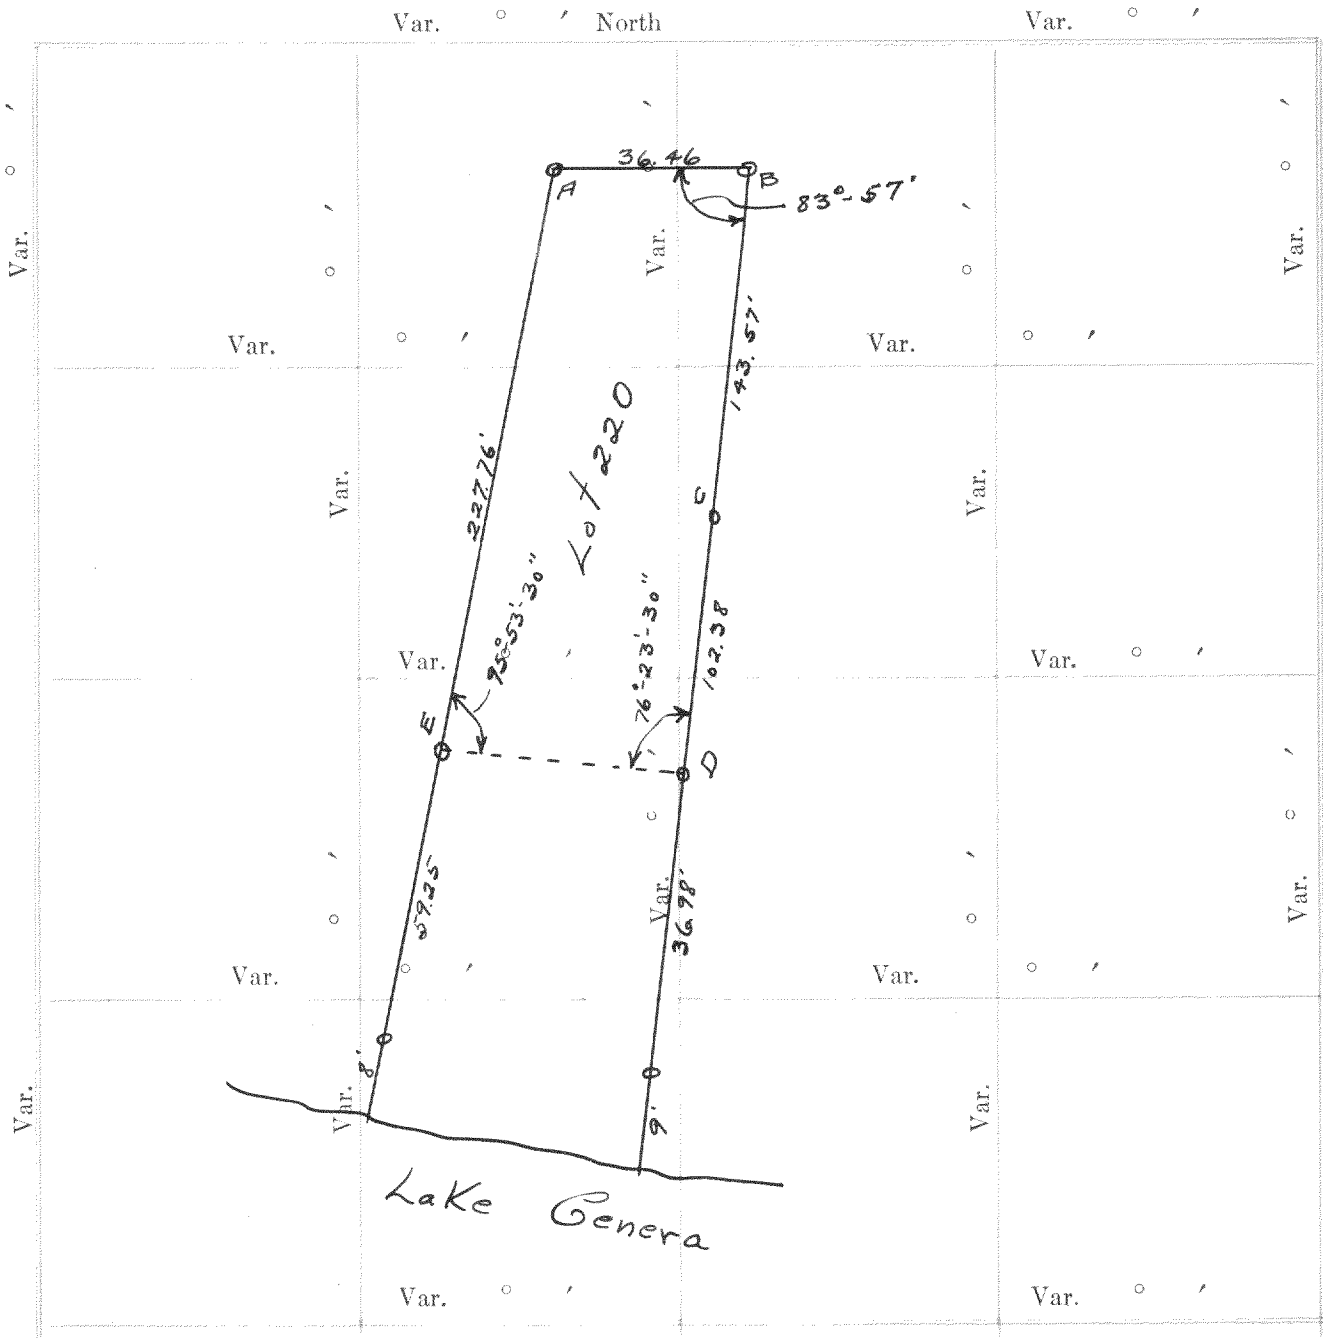 Var. ° ′ North Var. ° ′
36.46
A B
83°-57'
Var. ° ′
Var. ° ′
Var. ° ′
Var. ° ′
Var. ° ′
Var. ° ′
143.57'
Lot 220
227.76'
C
Var. ° ′
Var. ° ′
95°-53'-30"
76°-23'-30"
102.38
Var. ° ′
Var. ° ′
E
D
59.25
36.98'
Var. ° ′
Var. ° ′
Var. ° ′
Var. ° ′
8'
9'
Var.
Var.
Var.
Lake Geneva
Var. ° ′
Var. ° ′